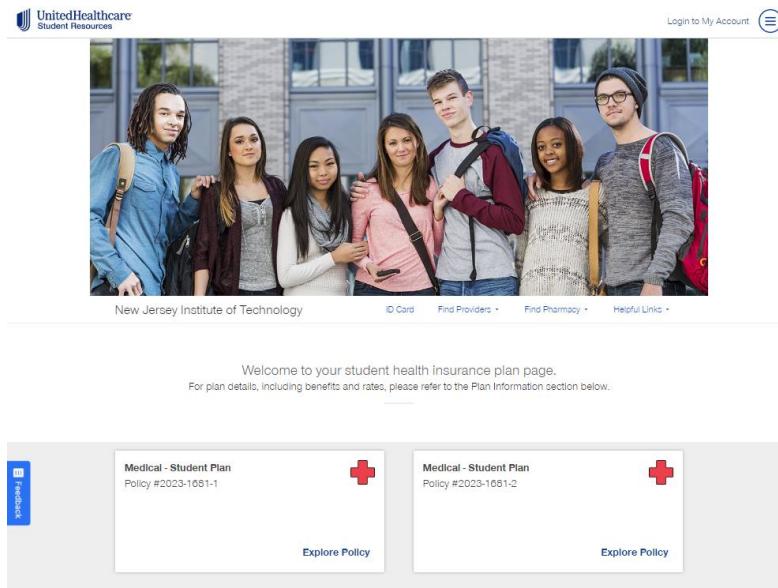 UnitedHealthcare
Student Resources
Login to My Account
New Jersey Institute of Technology
ID Card
Find Providers
Find Pharmacy
Helpful Links
Welcome to your student health insurance plan page.
For plan details, including benefits and rates, please refer to the Plan Information section below.
Feedback
Medical - Student Plan
Policy #2023-1681-1
Explore Policy
Medical - Student Plan
Policy #2023-1681-2
Explore Policy